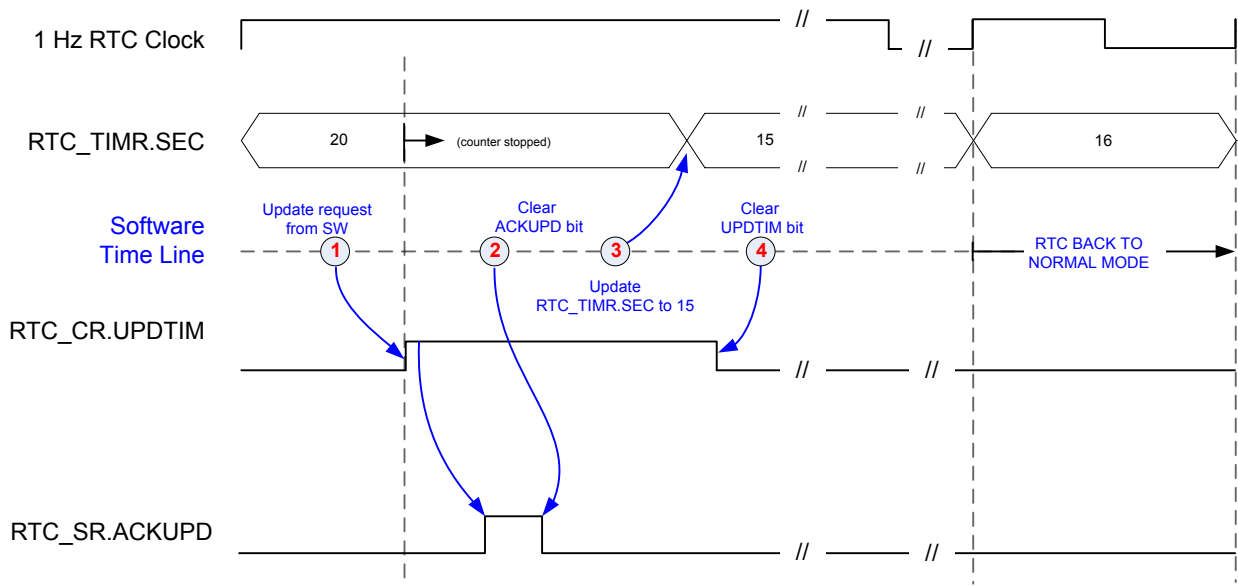 1 Hz RTC Clock
//
//
RTC_TIMR.SEC
20
(counter stopped)
//
//
15
//
//
16
Software
Time Line
Update request
from SW
1
Clear
ACKUPD bit
2
3
Update
RTC_TIMR.SEC to 15
Clear
UPDTIM bit
4
RTC BACK TO
NORMAL MODE
RTC_CR.UPDTIM
//
//
RTC_SR.ACKUPD
//
//